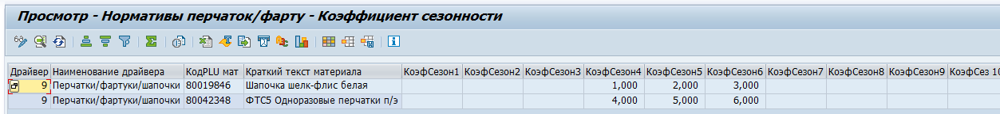 Просмотр - Нормативы перчаток/фарту - Коэффициент сезонности
Драйвер Наименование драйвера КодPLU мат Краткий текст материала КоэфСезон1 КоэфСезон2 КоэфСезон3 КоэфСезон4 КоэфСезон5 КоэфСезон6 КоэфСезон7 КоэфСезон8 КоэфСезон9 КоэфСез 10
9 Перчатки/фартуки/шапочки 80019846 Шапочка шелк-флис белая 1,000 2,000 3,000
9 Перчатки/фартуки/шапочки 80042348 ФТС5 Одноразовые перчатки п/э 4,000 5,000 6,000